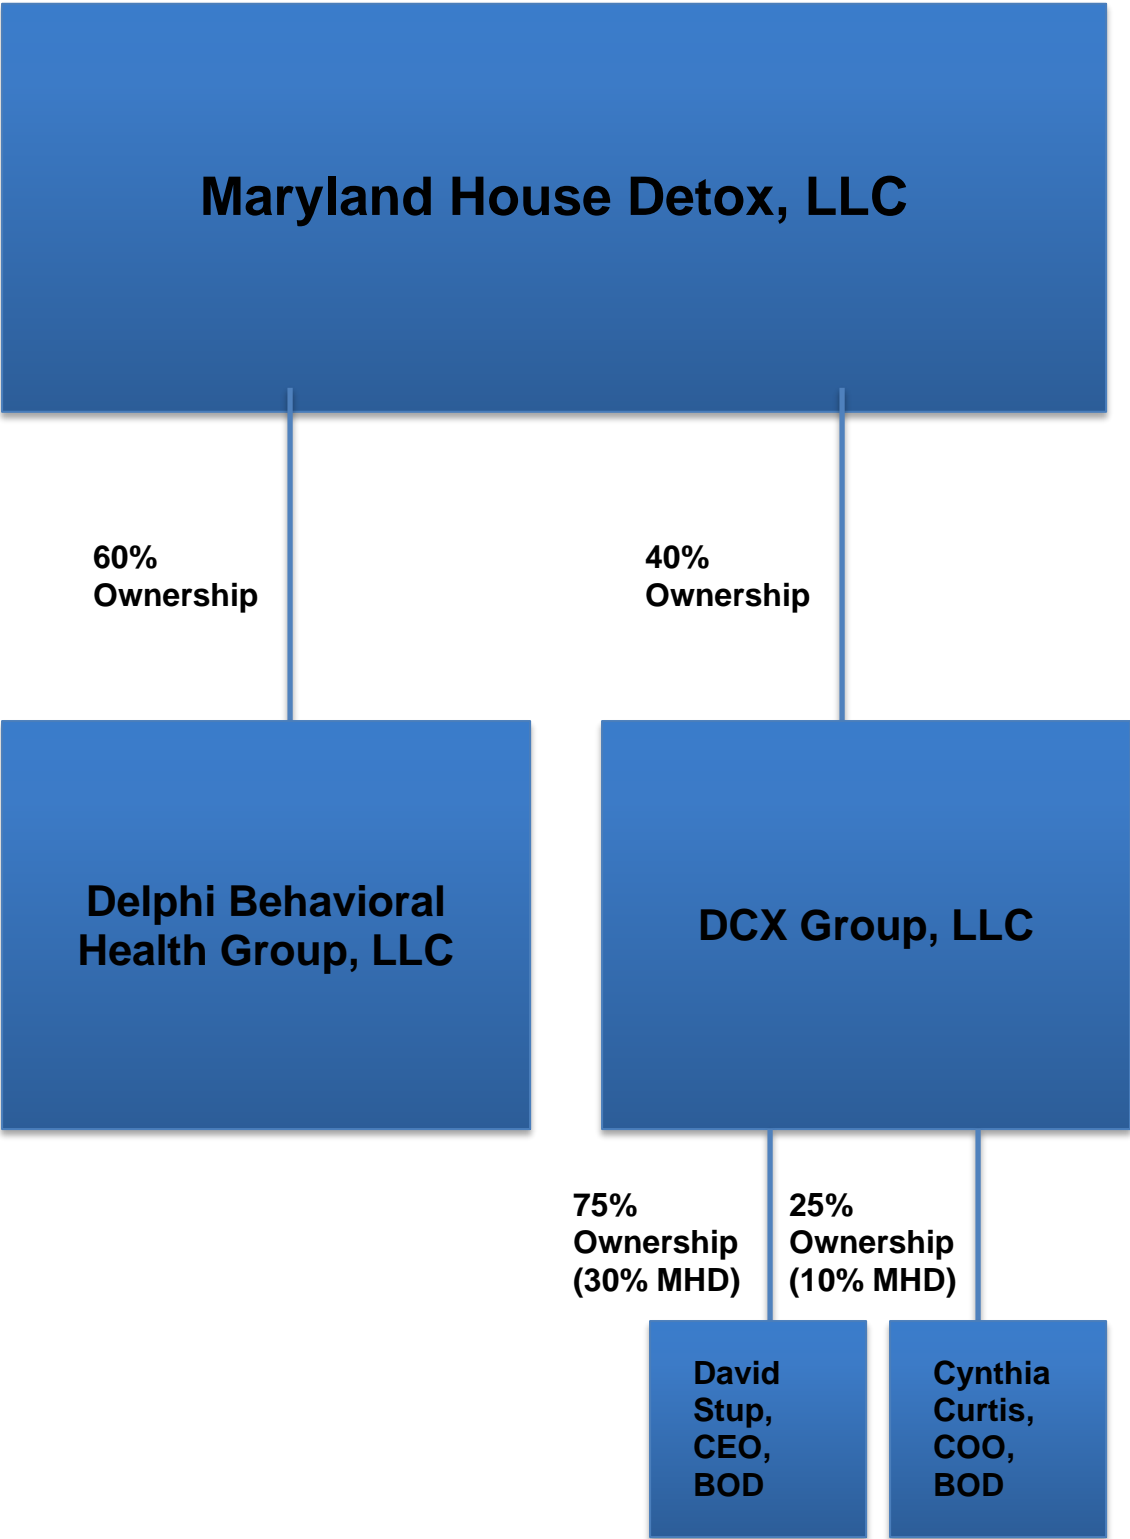 Maryland House Detox, LLC
60%
Ownership
40%
Ownership
Delphi Behavioral
Health Group, LLC
DCX Group, LLC
75%
Ownership
(30% MHD)
25%
Ownership
(10% MHD)
David
Stup,
CEO,
BOD
Cynthia
Curtis,
COO,
BOD